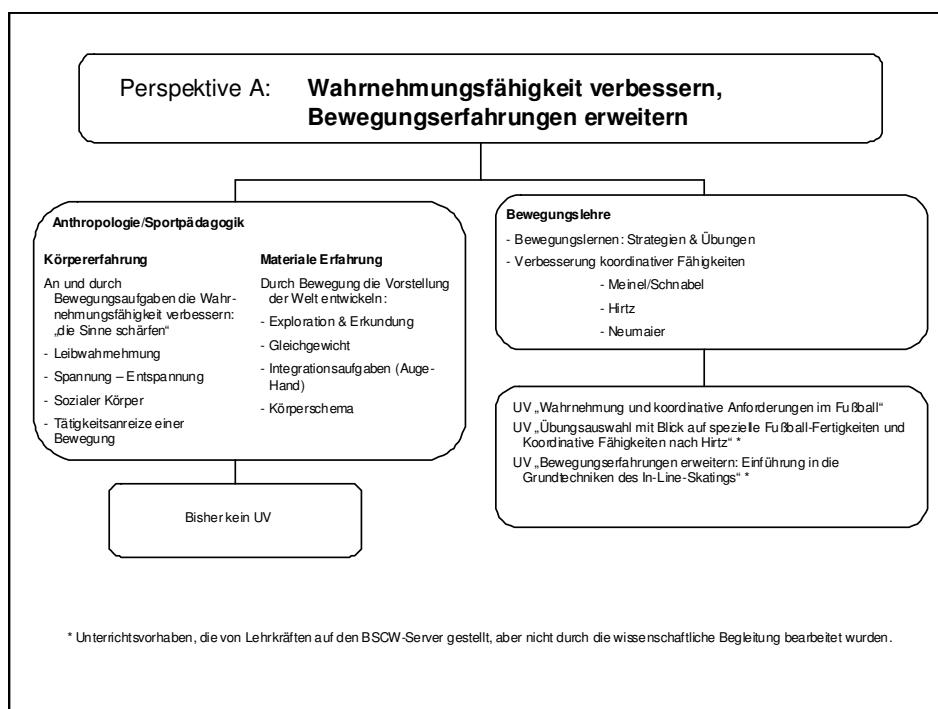 Perspektive A: Wahrnehmungsfähigkeit verbessern,
Bewegungserfahrungen erweitern
Anthropologie/Sportpädagogik
Körpererfahrung
An und durch
Bewegungsaufgaben die Wahr-
nehmungsfähigkeit verbessern:
„die Sinne schärfen“
- Leibwahrnehmung
- Spannung – Entspannung
- Sozialer Körper
- Tätigkeitsanreize einer
Bewegung
Materiale Erfahrung
Durch Bewegung die Vorstellung
der Welt entwickeln:
- Exploration & Erkundung
- Gleichgewicht
- Integrationsaufgaben (Auge-
Hand)
- Körperschema
Bisher kein UV
Bewegungslehre
- Bewegungslernen: Strategien & Übungen
- Verbesserung koordinativer Fähigkeiten
- Meinel/Schnabel
- Hirtz
- Neumaier
UV „Wahrnehmung und koordinative Anforderungen im Fußball“
UV „Übungsauswahl mit Blick auf spezielle Fußball-Fertigkeiten und
Koordinative Fähigkeiten nach Hirtz“ *
UV „Bewegungserfahrungen erweitern: Einführung in die
Grundtechniken des In-Line-Skatings“ *
* Unterrichtsvorhaben, die von Lehrkräften auf den BSCW-Server gestellt, aber nicht durch die wissenschaftliche Begleitung bearbeitet wurden.